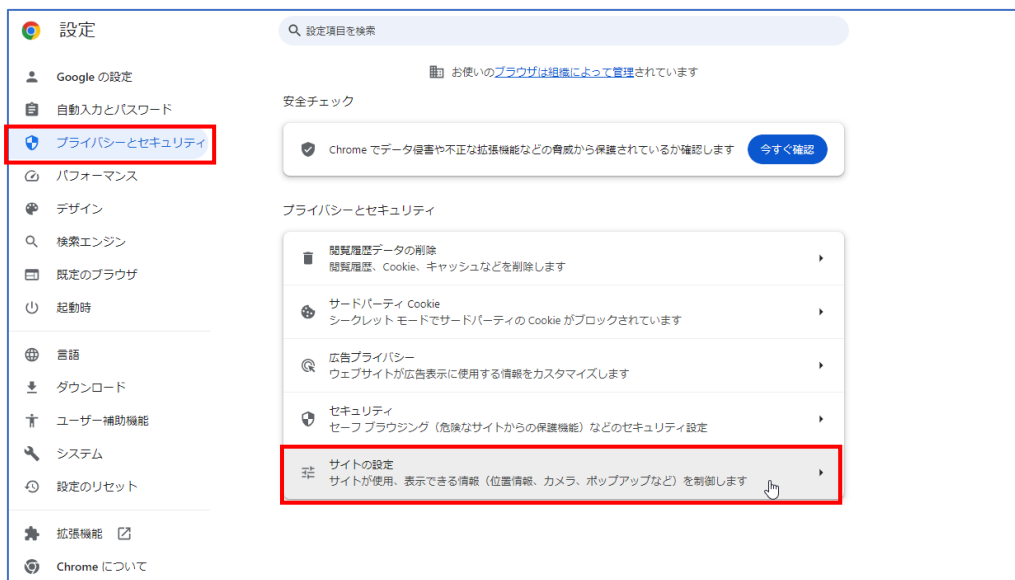 設定
設定項目を検索
Google の設定
自動入力とパスワード
プライバシーとセキュリティ
パフォーマンス
デザイン
検索エンジン
既定のブラウザ
起動時
言語
ダウンロード
ユーザー補助機能
システム
設定のリセット
拡張機能
Chrome について
お使いのブラウザは組織によって管理されています
安全チェック
Chrome でデータ侵害や不正な拡張機能などの脅威から保護されているか確認します
今すぐ確認
プライバシーとセキュリティ
閲覧履歴データの削除
閲覧履歴、Cookie、キャッシュなどを削除します
サードパーティ Cookie
シークレット モードでサードパーティの Cookie がブロックされています
広告プライバシー
ウェブサイトが広告表示に使用する情報をカスタマイズします
セキュリティ
セーフ ブラウジング（危険なサイトからの保護機能）などのセキュリティ設定
サイトの設定
サイトが使用、表示できる情報（位置情報、カメラ、ポップアップなど）を制御します